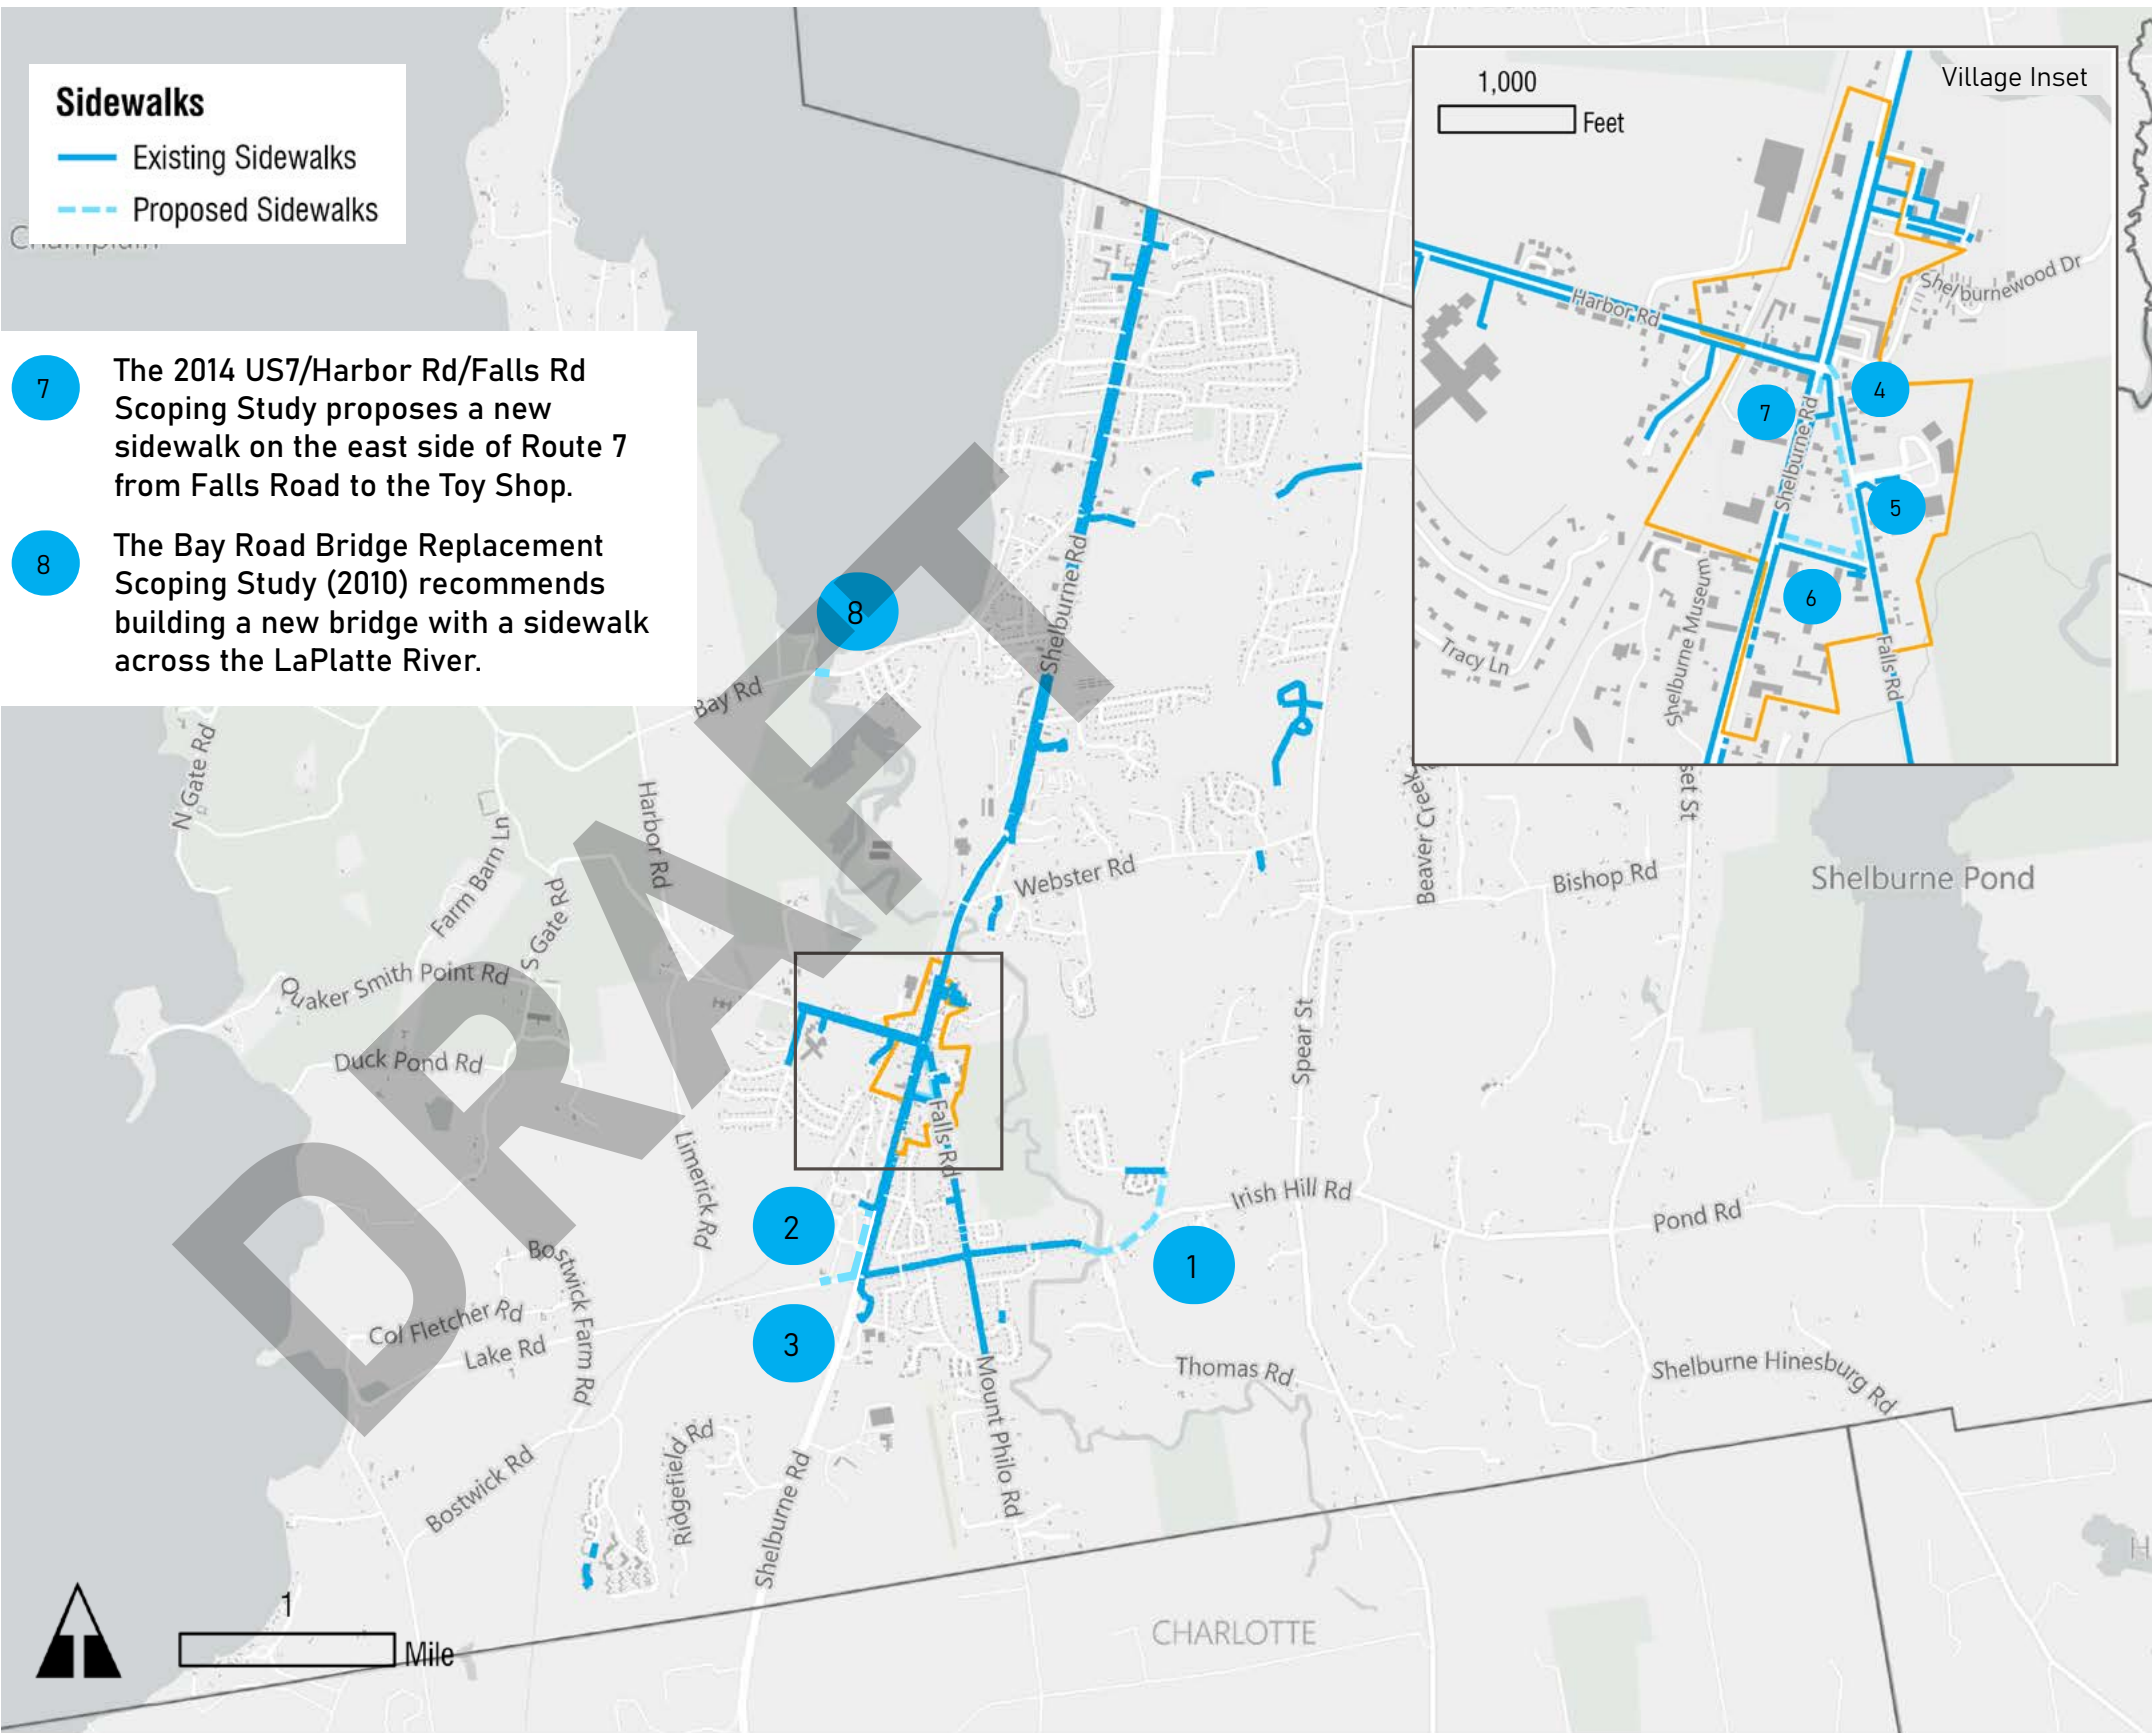 Sidewalks
Existing Sidewalks
Proposed Sidewalks
7
The 2014 US7/Harbor Rd/Falls Rd
Scoping Study proposes a new
sidewalk on the east side of Route 7
from Falls Road to the Toy Shop.
8
The Bay Road Bridge Replacement
Scoping Study (2010) recommends
building a new bridge with a sidewalk
across the LaPlatte River.
Village Inset
1,000
Feet
Harbor Rd
Shelburnewood Dr
4
7
Shelburne Rd
5
6
Shelburne Museum
Tracy Ln
Falls Rd
DRAFT
8
Shelburne Rd
Bay Rd
N Gate Rd
Harbor Rd
Farm Barn Ln
S Gate Rd
Webster Rd
Beaver Creek
set St
Bishop Rd
Shelburne Pond
Quaker Smith Point Rd
Duck Pond Rd
Spear St
Falls Rd
Limerick Rd
2
1
3
Irish Hill Rd
Pond Rd
Bostwick Farm Rd
Col Fletcher Rd
Lake Rd
Thomas Rd
Shelburne Hinesburg Rd
Mount Philo Rd
Bostwick Rd
Ridgefield Rd
Shelburne Rd
CHARLOTTE
1
Mile